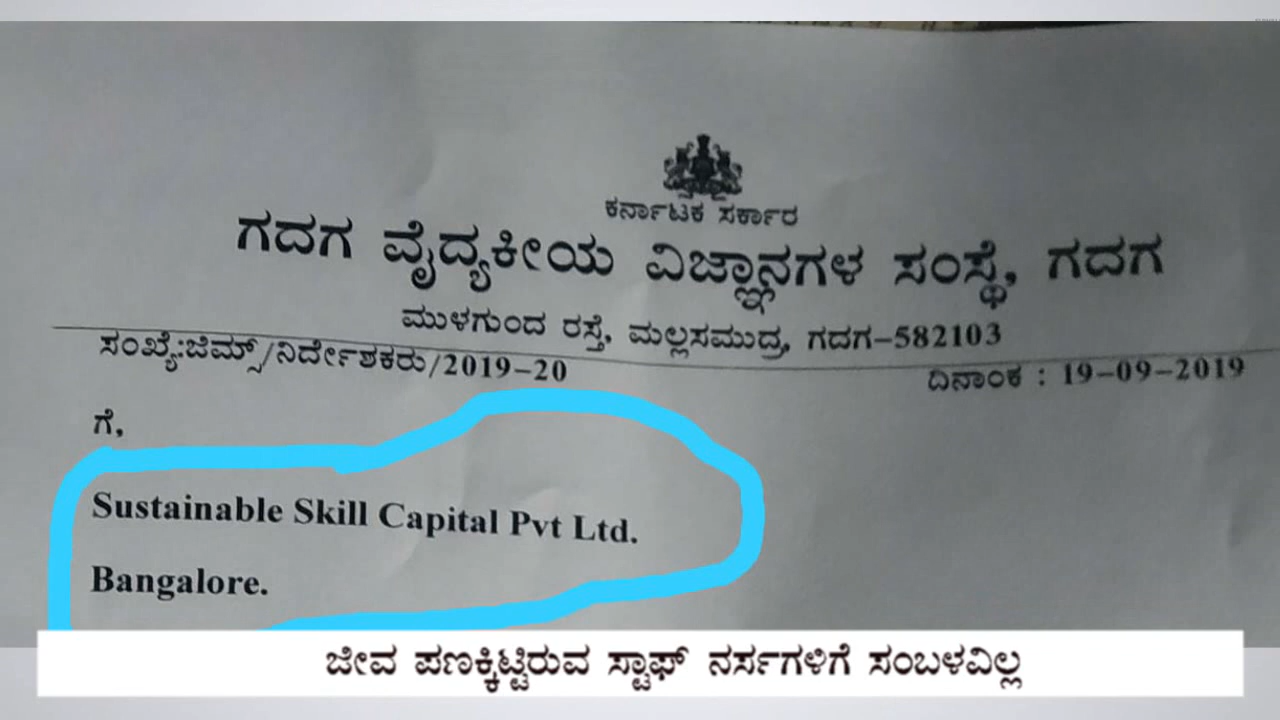 ಕರ್ನಾಟಕ ಸರ್ಕಾರ
ಗದಗ ವೈದ್ಯಕೀಯ ವಿಜ್ಞಾನಗಳ ಸಂಸ್ಥೆ, ಗದಗ
ಮುಳಗುಂದ ರಸ್ತೆ, ಮಲ್ಲಸಮುದ್ರ, ಗದಗ-582103
ಸಂಖ್ಯೆ:ಜಿಮ್ಸ್/ನಿರ್ದೇಶಕರು/2019-20 ದಿನಾಂಕ : 19-09-2019
ಗೆ,
Sustainable Skill Capital Pvt Ltd.
Bangalore.
ಜೀವ ಪಣಕ್ಕಿಟ್ಟಿರುವ ಸ್ಟಾಫ್ ನರ್ಸಗಳಿಗೆ ಸಂಬಳವಿಲ್ಲ